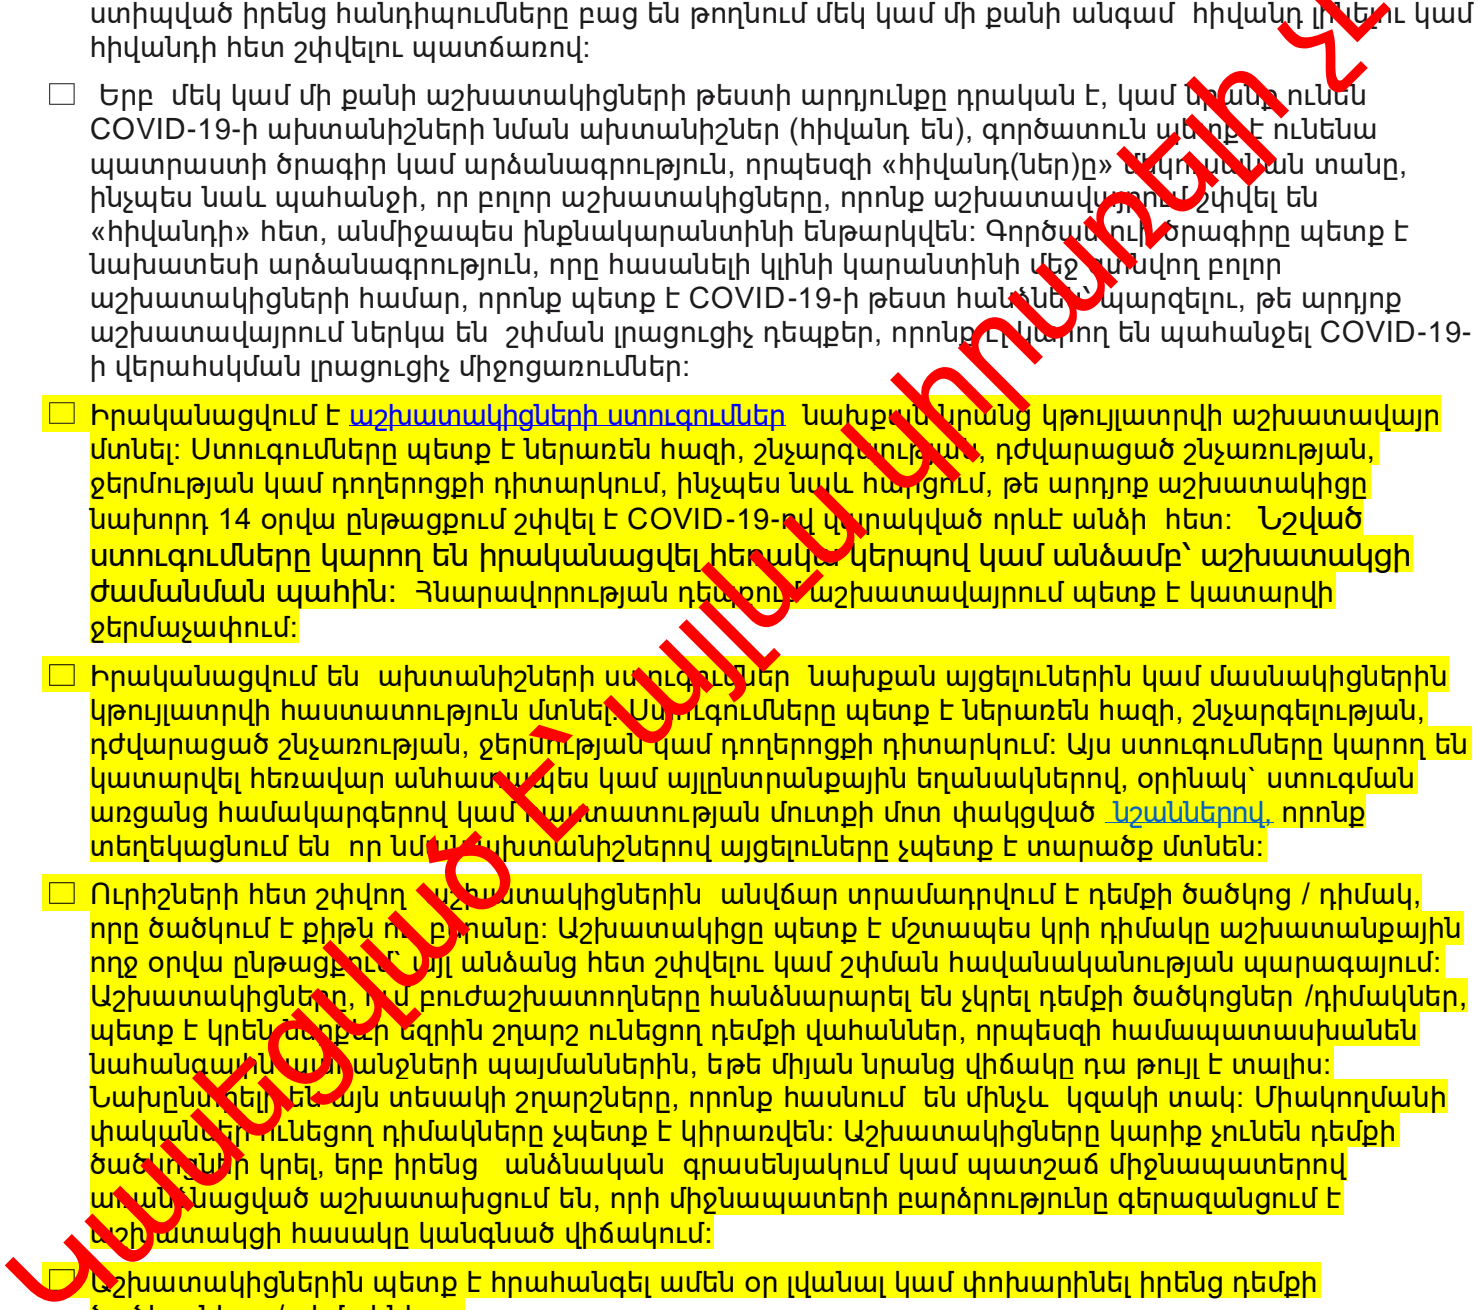 ստիպված իրենց հանդիպումները բաց են թողնում մեկ կամ մի քանի անգամ հիվանդ լինելու կամ
հիվանդի հետ շփվելու պատճառով:
☐ Երբ մեկ կամ մի քանի աշխատակիցների թեստի արդյունքը դրական է, կամ նրանք ունեն
COVID-19-ի ախտանիշների նման ախտանիշներ (հիվանդ են), գործատուն պետք է ունենա
պատրաստի ծրագիր կամ արձանագրություն, որպեսզի «հիվանդ(ներ)ը» մեկուսանան տանը,
ինչպես նաև պահանջի, որ բոլոր աշխատակիցները, որոնք աշխատավայրում շփվել են
«հիվանդի» հետ, անմիջապես ինքնակարանտինի ենթարկվեն: Գործատուի ծրագիրը պետք է
նախատեսի արձանագրություն, որը հասանելի կլինի կարանտինի մեջ գտնվող բոլոր
աշխատակիցների համար, որոնք պետք է COVID-19-ի թեստ հանձնեն՝ պարզելու, թե արդյոք
աշխատավայրում ներկա են շփման լրացուցիչ դեպքեր, որոնք էլ կարող են պահանջել COVID-19-
ի վերահսկման լրացուցիչ միջոցառումներ:
☐ Իրականացվում է աշխատակիցների ստուգումներ նախքան նրանց կթույլատրվի աշխատավայր
մտնել: Ստուգումները պետք է ներառեն հազի, շնչարգելության, դժվարացած շնչառության,
ջերմության կամ դողերոցքի դիտարկում, ինչպես նաև հարցում, թե արդյոք աշխատակիցը
նախորդ 14 օրվա ընթացքում շփվել է COVID-19-ով վարակված որևէ անձի հետ: Նշված
ստուգումները կարող են իրականացվել հեռակա կերպով կամ անձամբ՝ աշխատակցի
ժամանման պահին: Հնարավորության դեպքում աշխատավայրում պետք է կատարվի
ջերմաչափում:
☐ Իրականացվում են ախտանիշների ստուգումներ նախքան այցելուներին կամ մասնակիցներին
կթույլատրվի հաստատություն մտնել: Ստուգումները պետք է ներառեն հազի, շնչարգելության,
դժվարացած շնչառության, ջերմության կամ դողերոցքի դիտարկում: Այս ստուգումները կարող են
կատարվել հեռավար անհատապես կամ այլընտրանքային եղանակներով, օրինակ` ստուգման
առցանց համակարգերով կամ հաստատության մուտքի մոտ փակցված նշաններով, որոնք
տեղեկացնում են որ նման ախտանիշներով այցելուները չպետք է տարածք մտնեն:
☐ Ուրիշների հետ շփվող աշխատակիցներին անվճար տրամադրվում է դեմքի ծածկոց / դիմակ,
որը ծածկում է քիթն ու բերանը: Աշխատակիցը պետք է մշտապես կրի դիմակը աշխատանքային
ողջ օրվա ընթացքում՝ այլ անձանց հետ շփվելու կամ շփման հավանականության պարագայում:
Աշխատակիցները, ում բուժաշխատողները հանձնարարել են չկրել դեմքի ծածկոցներ /դիմակներ,
պետք է կրեն ներքևի եզրին շղարշ ունեցող դեմքի վահաններ, որպեսզի համապատասխանեն
նահանգային պահանջների պայմաններին, եթե միյան նրանց վիճակը դա թույլ է տալիս:
Նախընտրելի են այն տեսակի շղարշները, որոնք հասնում են մինչև կզակի տակ: Միակողմանի
փականներ ունեցող դիմակները չպետք է կիրառվեն: Աշխատակիցները կարիք չունեն դեմքի
ծածկոցներ կրել, երբ իրենց անձնական գրասենյակում կամ պատշաճ միջնապատերով
առանձնացված աշխատախցում են, որի միջնապատերի բարձրությունը գերազանցում է
աշխատակցի հասակը կանգնած վիճակում:
☐ Աշխատակիցներին պետք է հրահանգել ամեն օր լվանալ կամ փոխարինել իրենց դեմքի
Կասեցված է՝ այլևս կիրառելի չէ